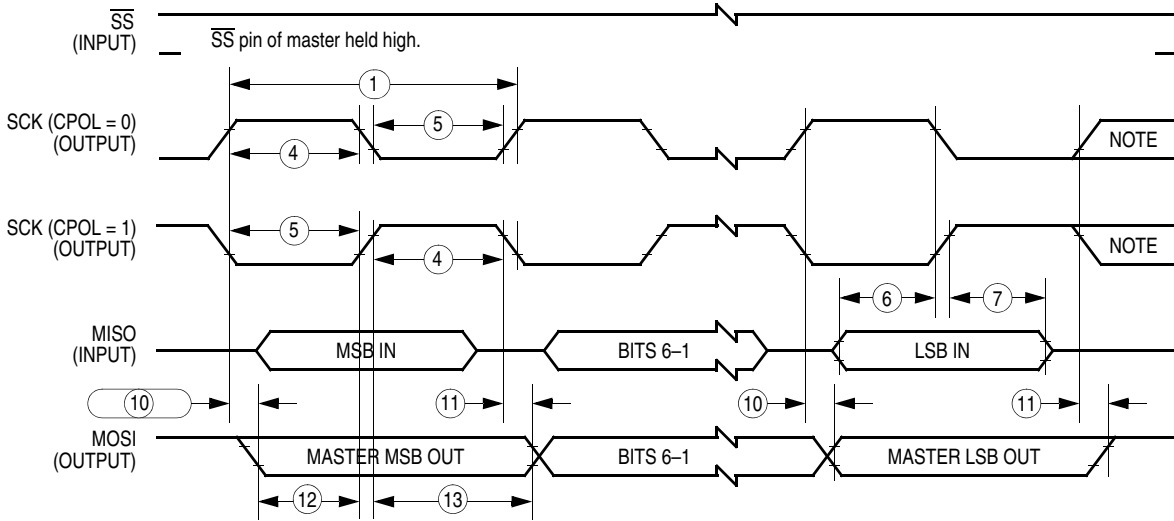 SS
(INPUT)
SS pin of master held high.
1
SCK (CPOL = 0)
(OUTPUT)
5
4
NOTE
SCK (CPOL = 1)
(OUTPUT)
5
4
NOTE
6
7
MISO
(INPUT)
MSB IN
BITS 6–1
LSB IN
10
11
10
11
MOSI
(OUTPUT)
MASTER MSB OUT
BITS 6–1
MASTER LSB OUT
12
13